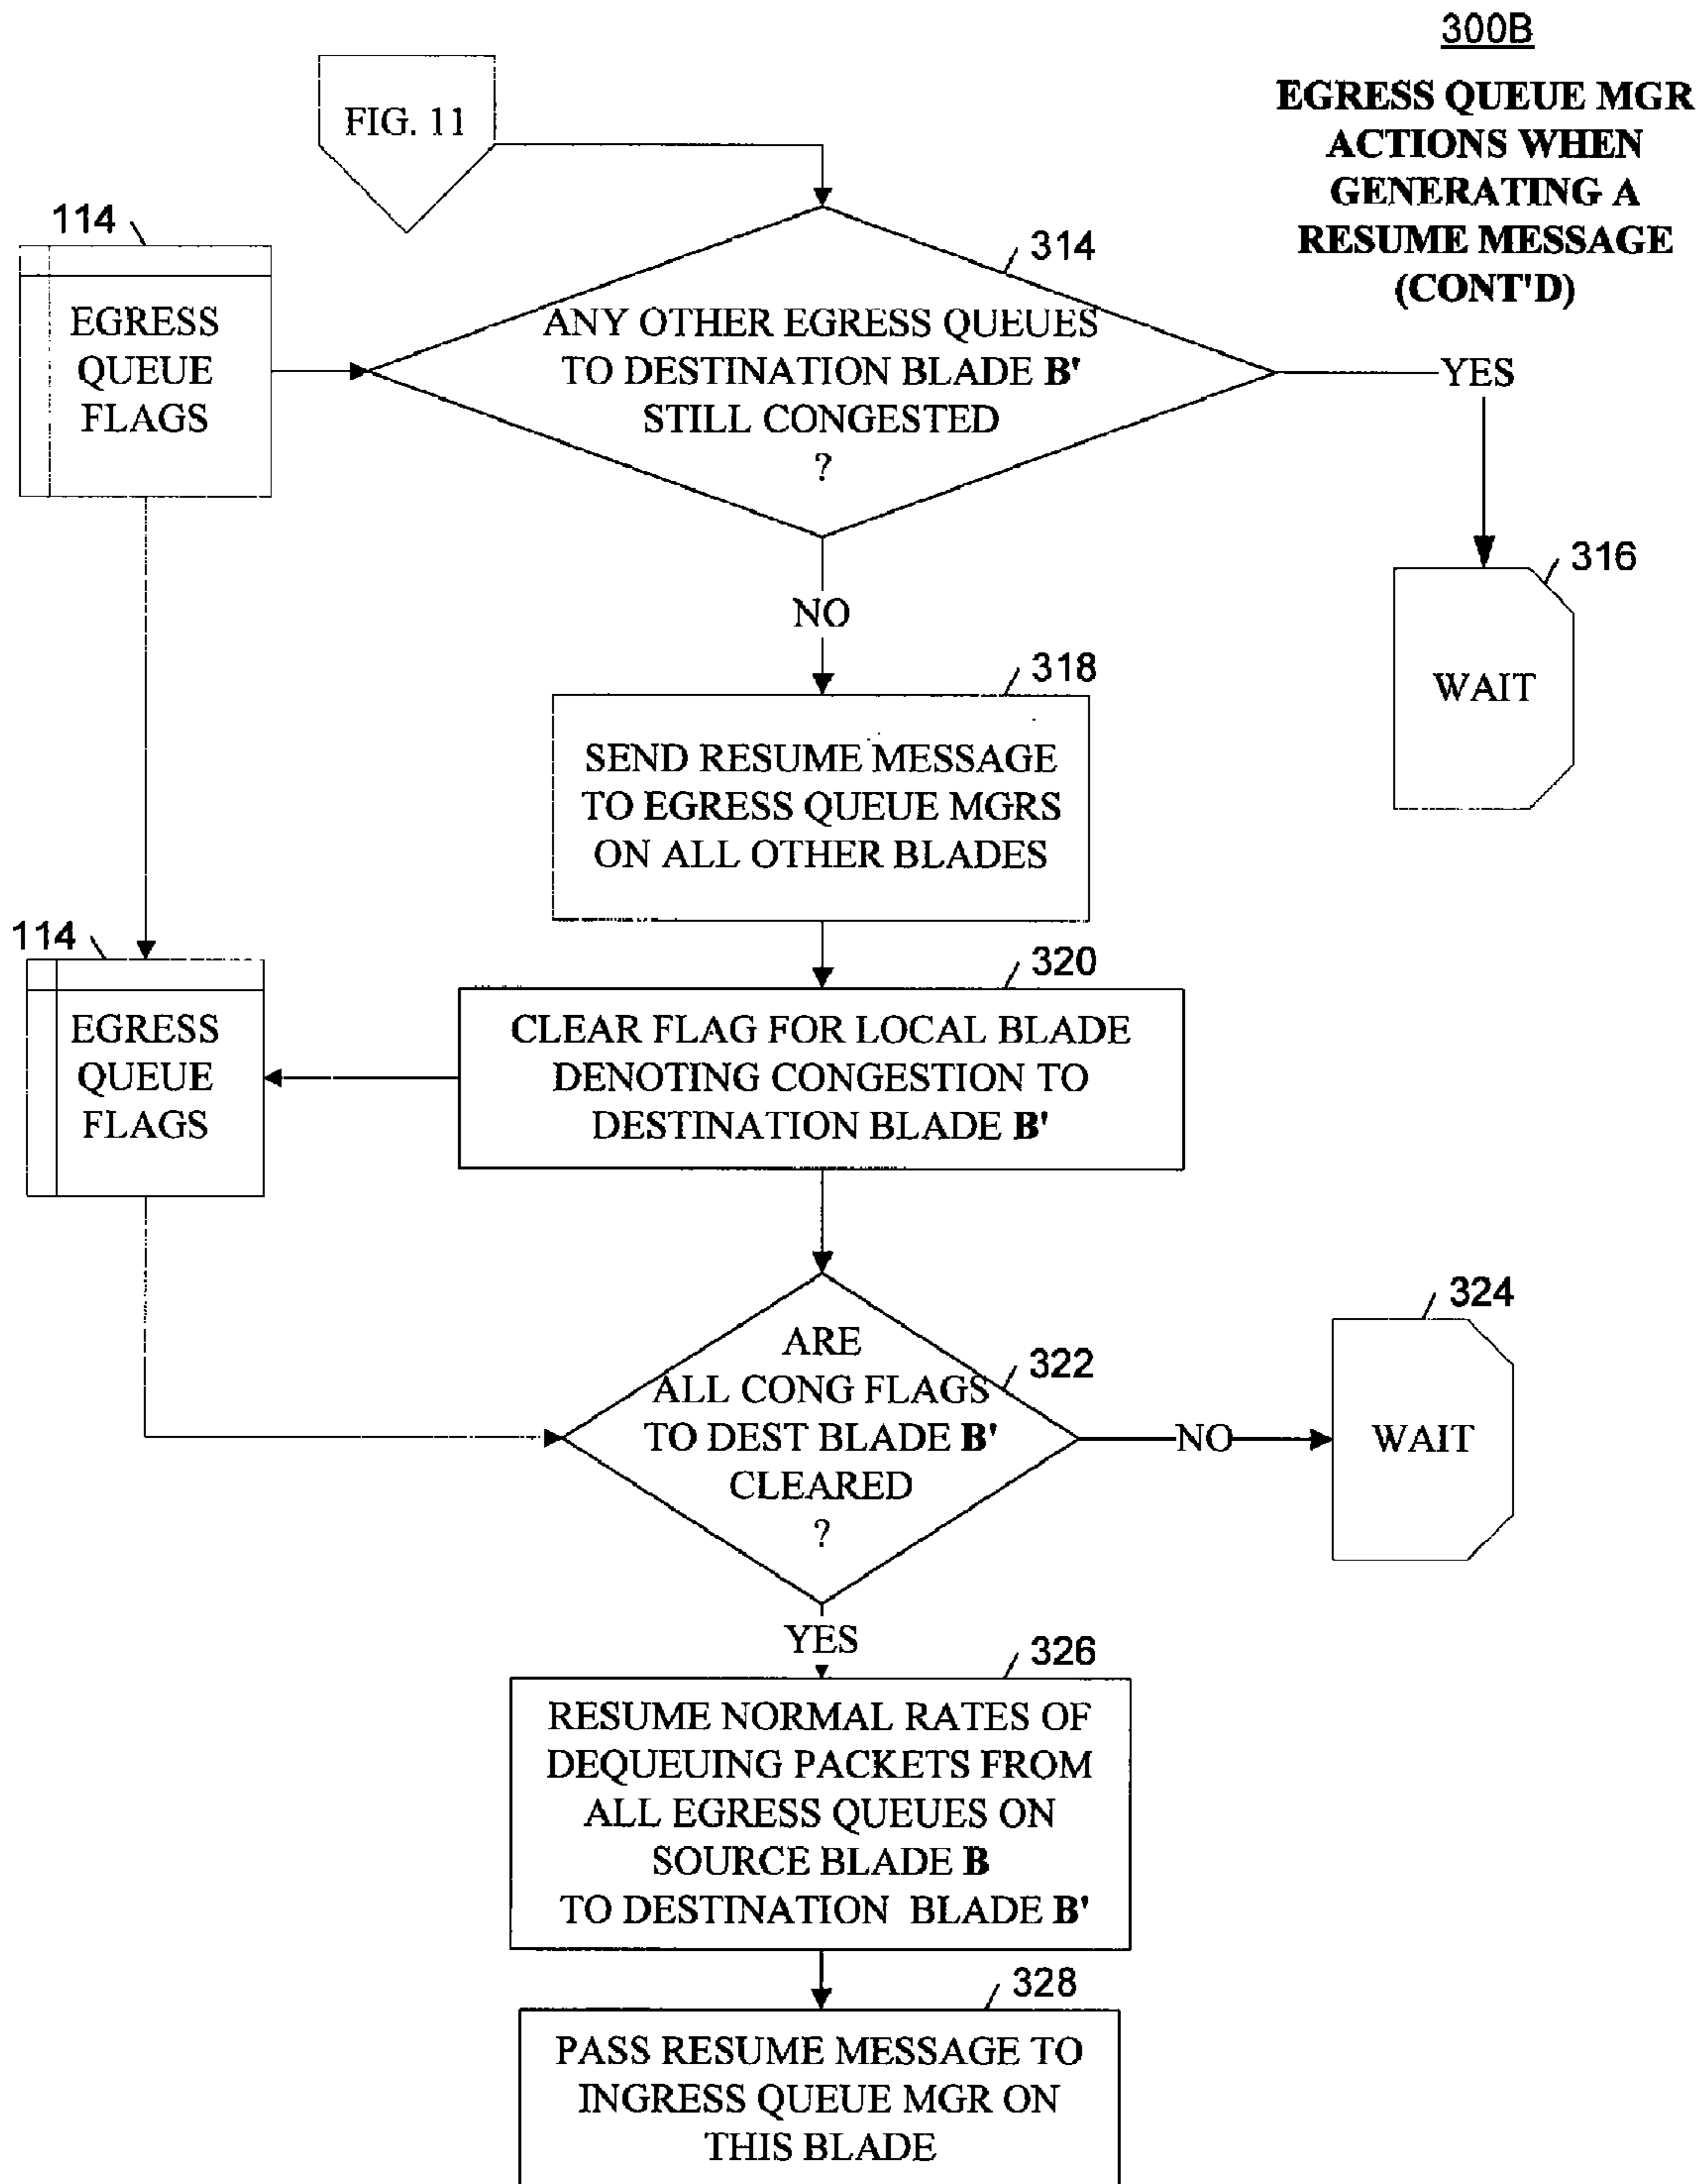 300B
EGRESS QUEUE MGR
ACTIONS WHEN
GENERATING A
RESUME MESSAGE
(CONT'D)
FIG. 11
114
EGRESS
QUEUE
FLAGS
314
ANY OTHER EGRESS QUEUES
TO DESTINATION BLADE B'
STILL CONGESTED
?
YES
316
WAIT
NO
318
SEND RESUME MESSAGE
TO EGRESS QUEUE MGRS
ON ALL OTHER BLADES
114
EGRESS
QUEUE
FLAGS
320
CLEAR FLAG FOR LOCAL BLADE
DENOTING CONGESTION TO
DESTINATION BLADE B'
322
ARE
ALL CONG FLAGS
TO DEST BLADE B'
CLEARED
?
NO
324
WAIT
YES
326
RESUME NORMAL RATES OF
DEQUEUING PACKETS FROM
ALL EGRESS QUEUES ON
SOURCE BLADE B
TO DESTINATION BLADE B'
328
PASS RESUME MESSAGE TO
INGRESS QUEUE MGR ON
THIS BLADE